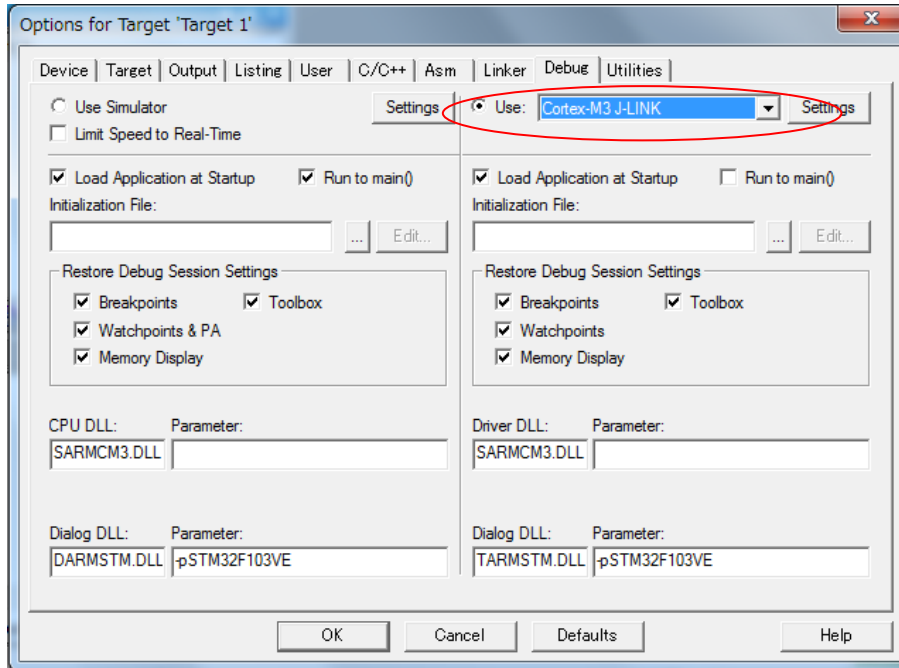 Options for Target 'Target 1'
Device Target Output Listing User C/C++ Asm Linker Debug Utilities
Use Simulator Settings Use: Cortex-M3 J-LINK Settings
Limit Speed to Real-Time
Load Application at Startup Run to main() Load Application at Startup Run to main()
Initialization File: Initialization File:
... Edit... ... Edit...
Restore Debug Session Settings Restore Debug Session Settings
Breakpoints Toolbox Breakpoints Toolbox
Watchpoints & PA Watchpoints
Memory Display Memory Display
CPU DLL: Parameter: Driver DLL: Parameter:
SARMCM3.DLL SARMCM3.DLL
Dialog DLL: Parameter: Dialog DLL: Parameter:
DARMSTM.DLL -pSTM32F103VE TARMSTM.DLL -pSTM32F103VE
OK Cancel Defaults Help